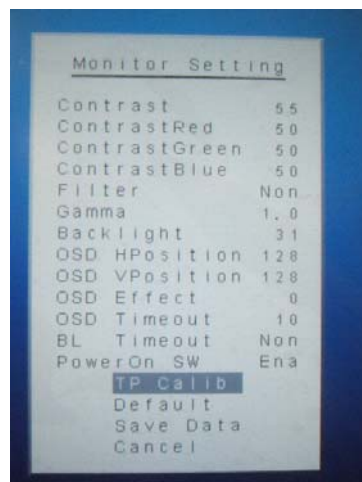 Monitor Setting
Contrast 55
ContrastRed 50
ContrastGreen 50
ContrastBlue 50
Filter Non
Gamma 1.0
Backlight 31
OSD HPosition 128
OSD VPosition 128
OSD Effect 0
OSD Timeout 10
BL Timeout Non
PowerOn SW Ena
TP Calib
Default
Save Data
Cancel